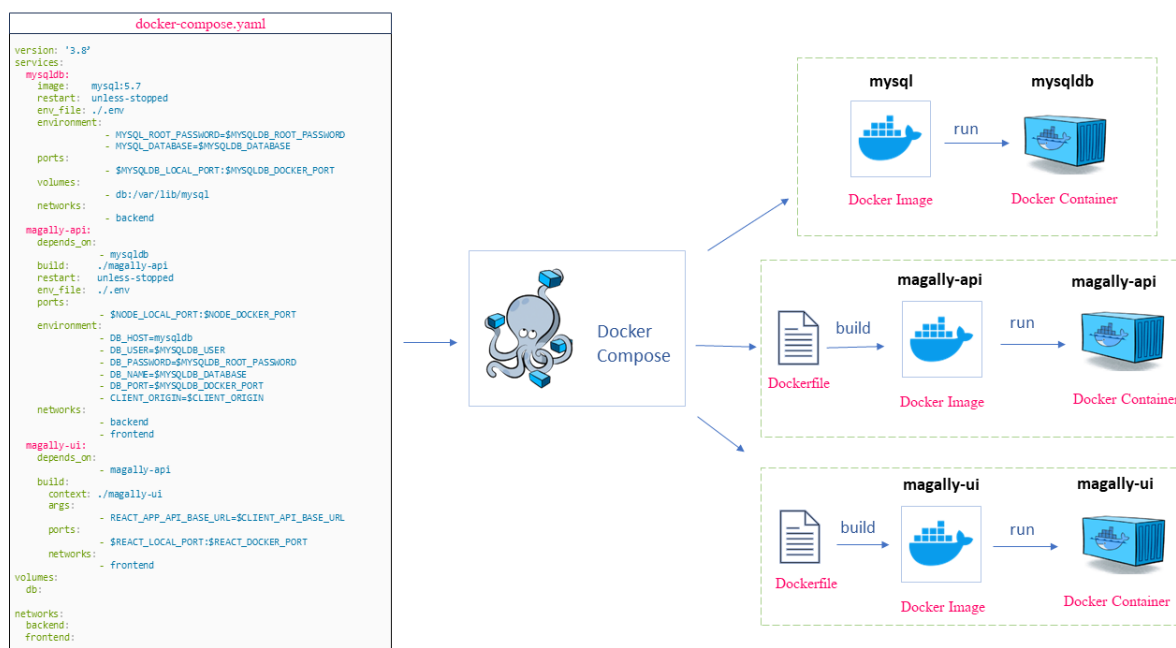 docker-compose.yaml
version: '3.8’
services:
mysqldb:
image: mysql:5.7
restart: unless-stopped
env_file: ./.env
environment:
- MYSQL_ROOT_PASSWORD=$MYSQLDB_ROOT_PASSWORD
- MYSQL_DATABASE=$MYSQLDB_DATABASE
ports:
- $MYSQLDB_LOCAL_PORT:$MYSQLDB_DOCKER_PORT
volumes:
- db:/var/lib/mysql
networks:
- backend
magally-api:
depends_on:
- mysqldb
build: ./magally-api
restart: unless-stopped
env_file: ./.env
ports:
- $NODE_LOCAL_PORT:$NODE_DOCKER_PORT
environment:
- DB_HOST=mysqldb
- DB_USER=$MYSQLDB_USER
- DB_PASSWORD=$MYSQLDB_ROOT_PASSWORD
- DB_NAME=$MYSQLDB_DATABASE
- DB_PORT=$MYSQLDB_DOCKER_PORT
- CLIENT_ORIGIN=$CLIENT_ORIGIN
networks:
- backend
- frontend
magally-ui:
depends_on:
- magally-api
build:
context: ./magally-ui
args:
- REACT_APP_API_BASE_URL=$CLIENT_API_BASE_URL
ports:
- $REACT_LOCAL_PORT:$REACT_DOCKER_PORT
networks:
- frontend
volumes:
db:
networks:
backend:
frontend:
Docker
Compose
mysql
mysqldb
run
Docker Image
Docker Container
magally-api
magally-api
build
run
Dockerfile
Docker Image
Docker Container
magally-ui
magally-ui
build
run
Dockerfile
Docker Image
Docker Container